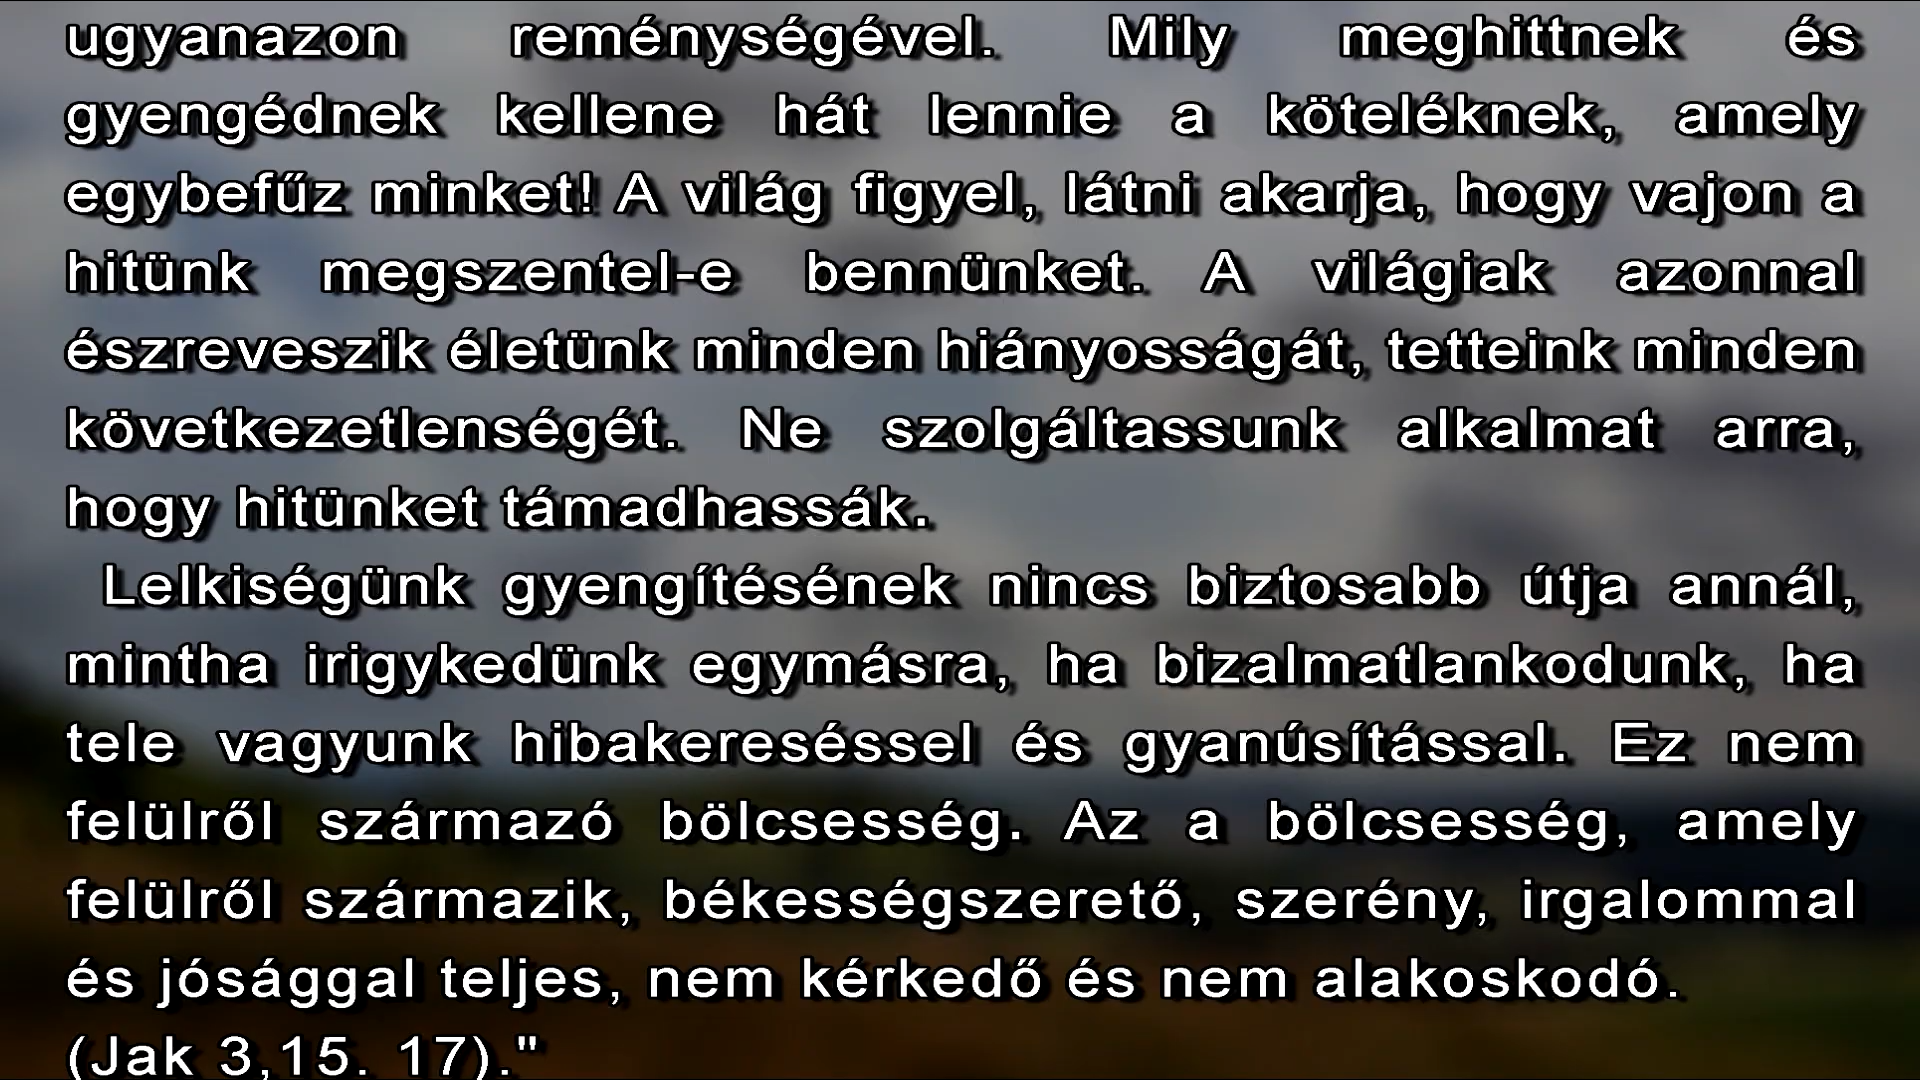 ugyanazon reménységével. Mily meghittnek és
gyengédnek kellene hát lennie a köteléknek, amely
egybefűz minket! A világ figyel, látni akarja, hogy vajon a
hitünk megszentel-e bennünket. A világiak azonnal
észreveszik életünk minden hiányosságát, tetteink minden
következetlenségét. Ne szolgáltassunk alkalmat arra,
hogy hitünket támadhassák.
Lelkiségünk gyengítésének nincs biztosabb útja annál,
mintha irigykedünk egymásra, ha bizalmatlankodunk, ha
tele vagyunk hibakereséssel és gyanúsítással. Ez nem
felülről származó bölcsesség. Az a bölcsesség, amely
felülről származik, békességszerető, szerény, irgalommal
és jósággal teljes, nem kérkedő és nem alakoskodó.
(Jak 3,15. 17)."